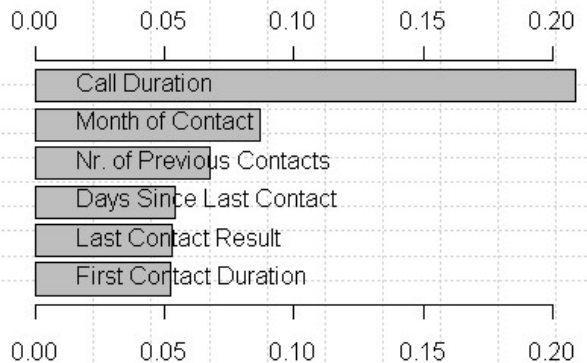 0.00 0.05 0.10 0.15 0.20
Call Duration
Month of Contact
Nr. of Previous Contacts
Days Since Last Contact
Last Contact Result
First Contact Duration
0.00 0.05 0.10 0.15 0.20